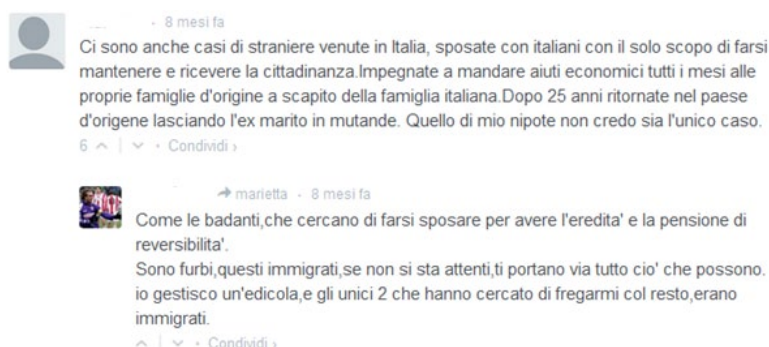 · 8 mesi fa
Ci sono anche casi di straniere venute in Italia, sposate con italiani con il solo scopo di farsi
mantenere e ricevere la cittadinanza.Impegnate a mandare aiuti economici tutti i mesi alle
proprie famiglie d'origine a scapito della famiglia italiana.Dopo 25 anni ritornate nel paese
d'origene lasciando l'ex marito in mutande. Quello di mio nipote non credo sia l'unico caso.
6 · Condividi ›
marietta · 8 mesi fa
Come le badanti,che cercano di farsi sposare per avere l'eredita' e la pensione di
reversibilita'.
Sono furbi,questi immigrati,se non si sta attenti,ti portano via tutto cio' che possono.
io gestisco un'edicola,e gli unici 2 che hanno cercato di fregarmi col resto,erano
immigrati.
· Condividi ›